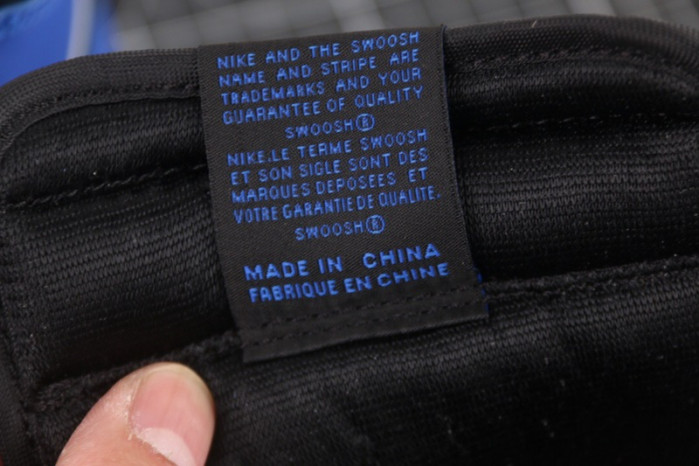 NIKE AND THE SWOOSH
NAME AND STRIPE ARE
TRADEMARKS AND YOUR
GUARANTEE OF QUALITY
SWOOSH®
NIKE.LE TERME SWOOSH
ET SON SIGLE SONT DES
MARQUES DEPOSEES ET
VOTRE GARANTIE DE QUALITE.
SWOOSH®
MADE IN CHINA
FABRIQUE EN CHINE